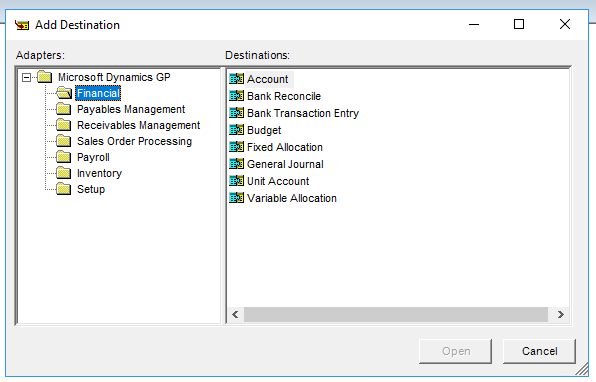 Add Destination
Adapters:
Destinations:
Microsoft Dynamics GP
Financial
Payables Management
Receivables Management
Sales Order Processing
Payroll
Inventory
Setup
Account
Bank Reconcile
Bank Transaction Entry
Budget
Fixed Allocation
General Journal
Unit Account
Variable Allocation
Open
Cancel